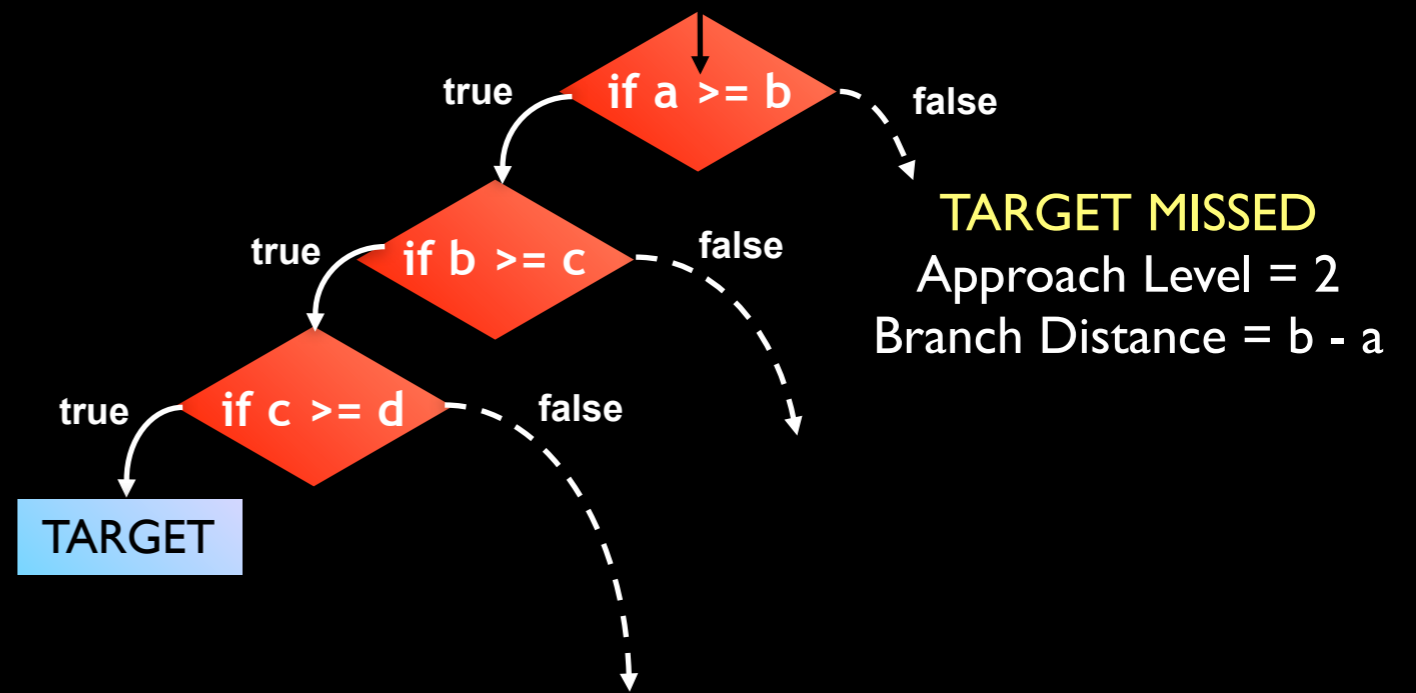 if a >= b
true
false
TARGET MISSED
Approach Level = 2
Branch Distance = b - a
if b >= c
true
false
if c >= d
true
false
TARGET